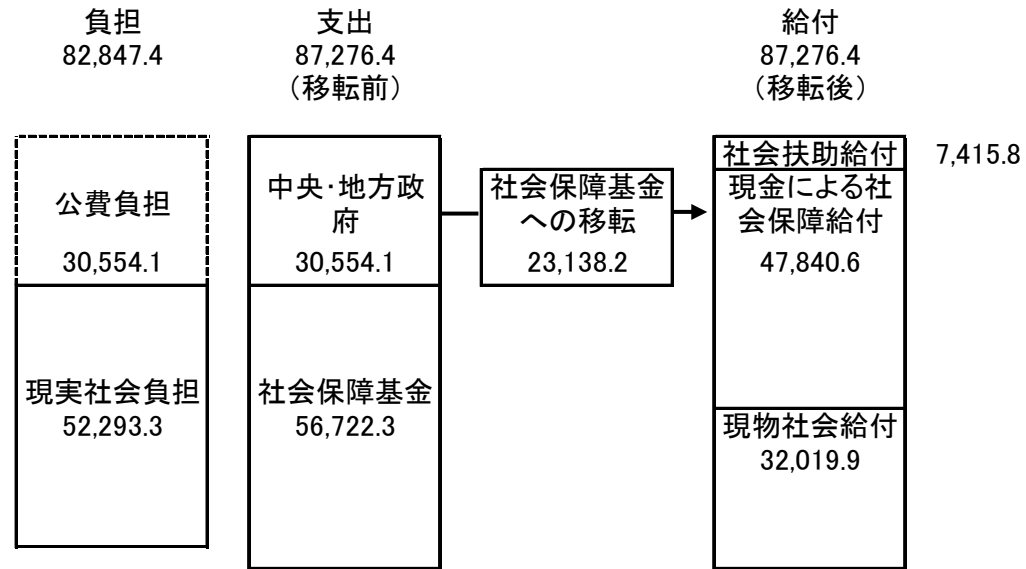 負担
82,847.4
支出
87,276.4
(移転前)
給付
87,276.4
(移転後)
公費負担
30,554.1
現実社会負担
52,293.3
中央・地方政
府
30,554.1
社会保障基金
56,722.3
社会保障基金
への移転
23,138.2
社会扶助給付
7,415.8
現金による社
会保障給付
47,840.6
現物社会給付
32,019.9